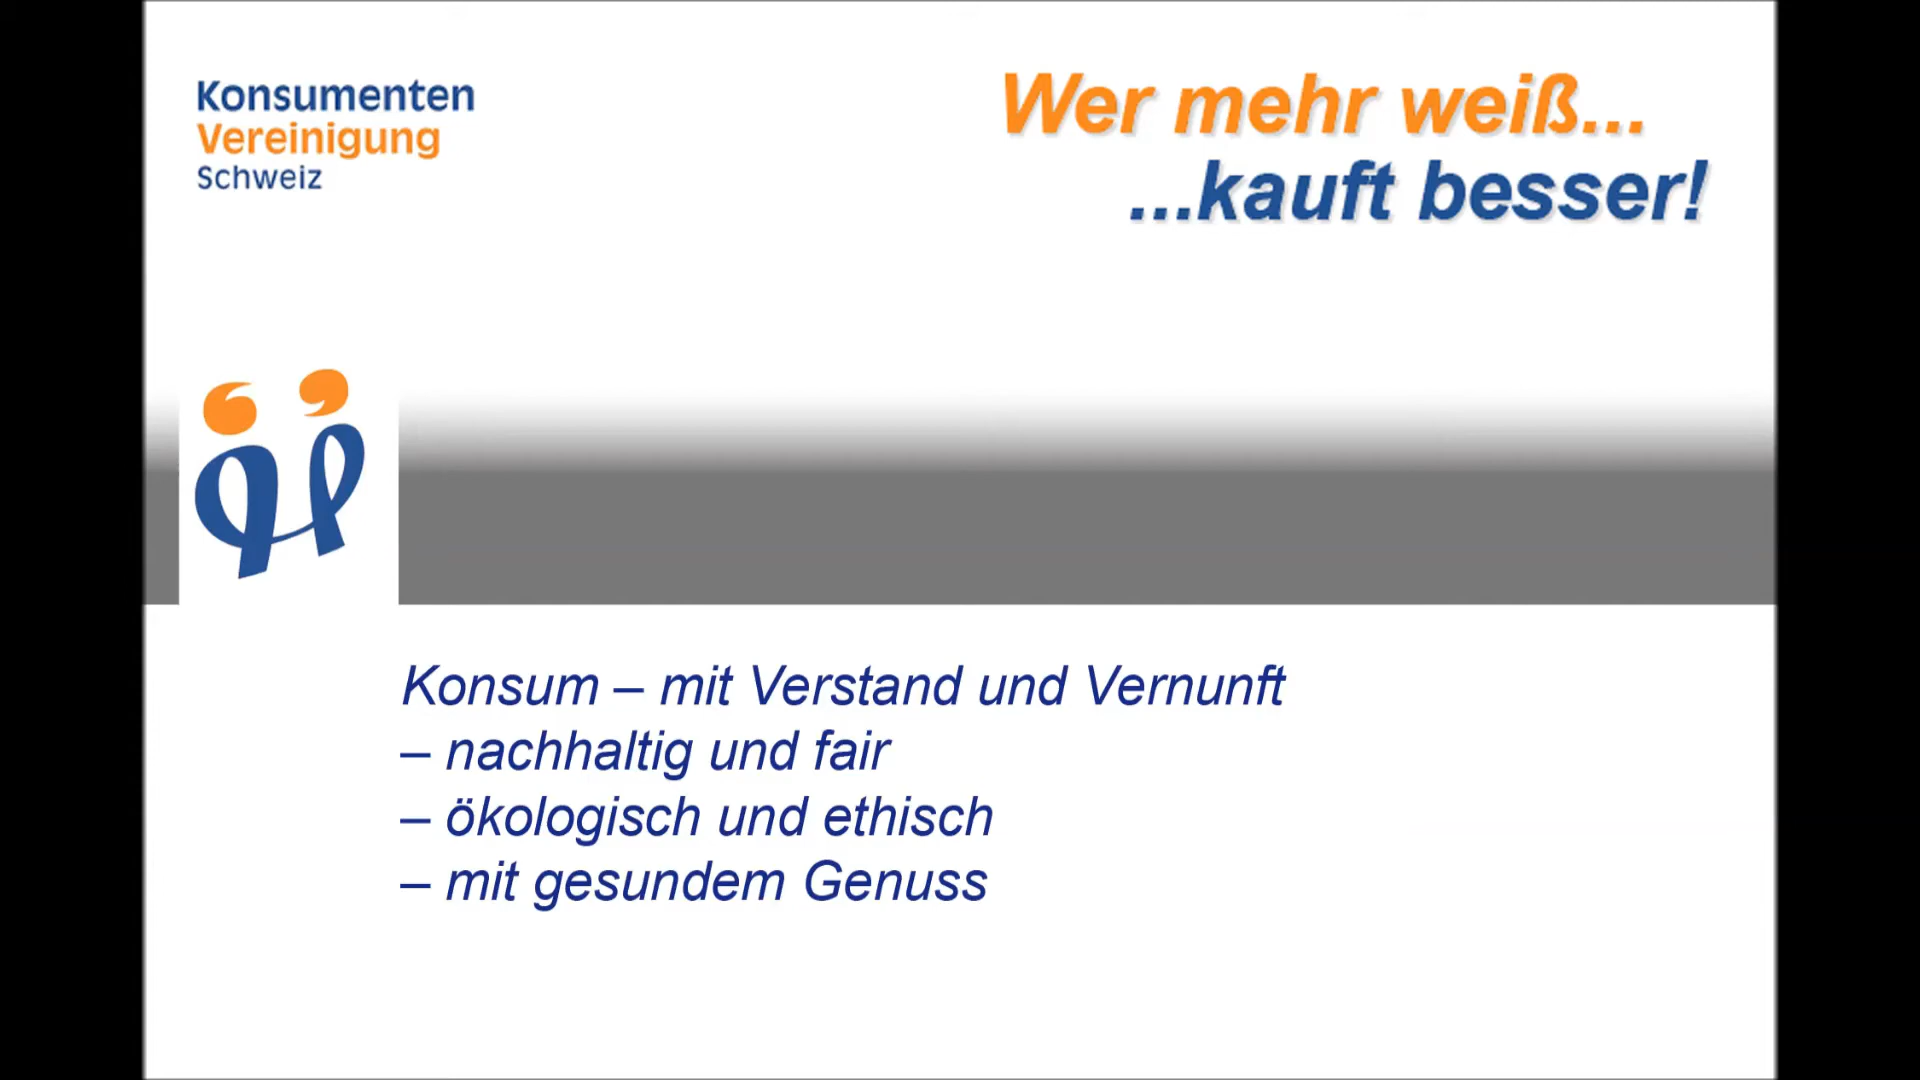 Konsumenten
Vereinigung
Schweiz
Wer mehr weiß...
...kauft besser!
Konsum – mit Verstand und Vernunft
– nachhaltig und fair
– ökologisch und ethisch
– mit gesundem Genuss